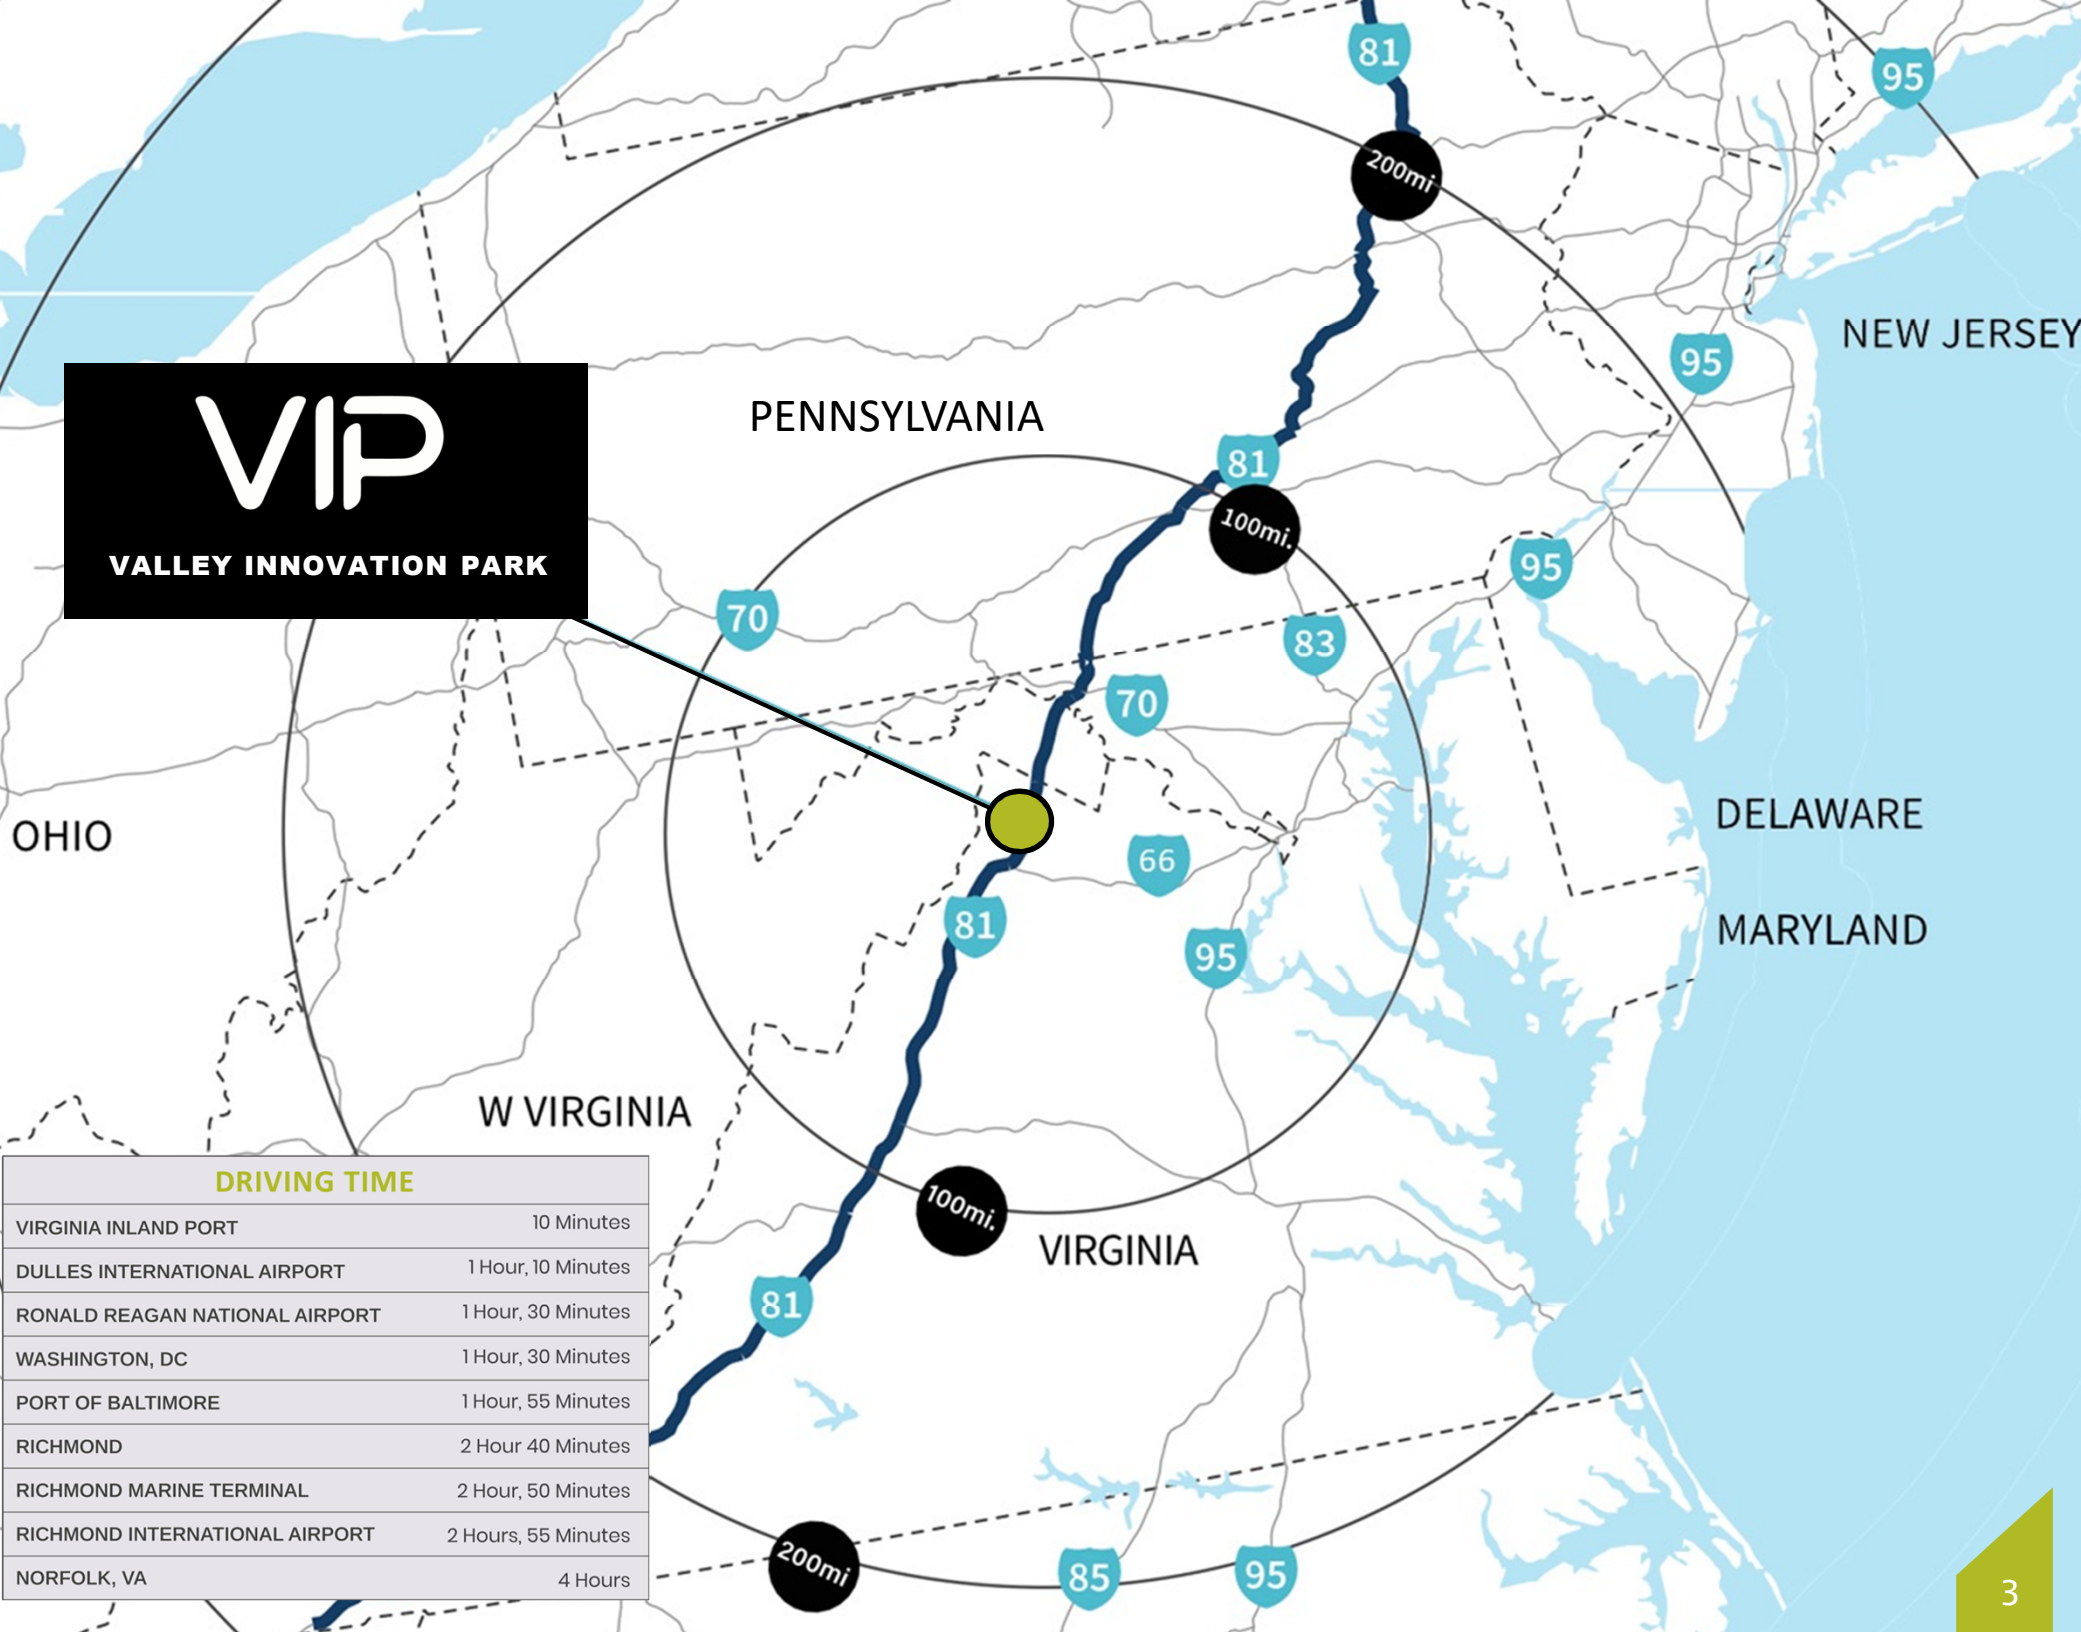 81
95
200mi
NEW JERSEY
95
PENNSYLVANIA
VIP
VALLEY INNOVATION PARK
81
100mi.
95
70
83
70
OHIO
DELAWARE
66
81
MARYLAND
95
W VIRGINIA
100mi.
VIRGINIA
81
DRIVING TIME
VIRGINIA INLAND PORT 10 Minutes
DULLES INTERNATIONAL AIRPORT 1 Hour, 10 Minutes
RONALD REAGAN NATIONAL AIRPORT 1 Hour, 30 Minutes
WASHINGTON, DC 1 Hour, 30 Minutes
PORT OF BALTIMORE 1 Hour, 55 Minutes
RICHMOND 2 Hour 40 Minutes
RICHMOND MARINE TERMINAL 2 Hour, 50 Minutes
RICHMOND INTERNATIONAL AIRPORT 2 Hours, 55 Minutes
NORFOLK, VA 4 Hours
200mi
85
95
3